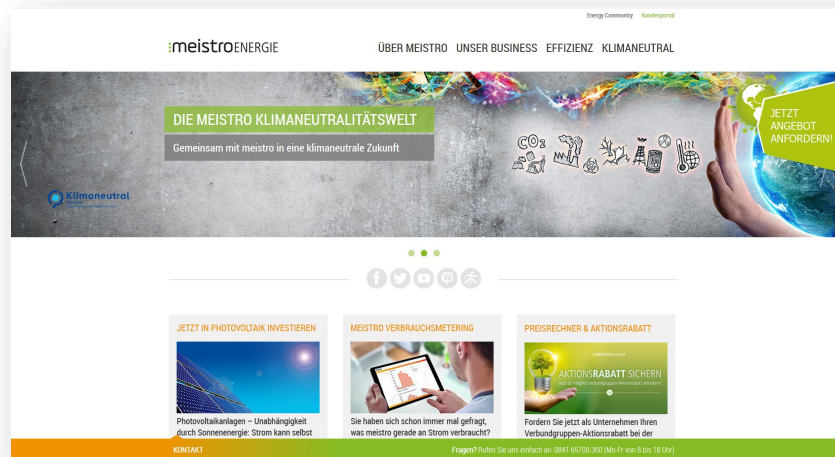 Energy Community Kundenportal
meistroENERGIE
ÜBER MEISTRO UNSER BUSINESS EFFIZIENZ KLIMANEUTRAL
DIE MEISTRO KLIMANEUTRALITÄTSWELT
Gemeinsam mit meistro in eine klimaneutrale Zukunft
CO2
JETZT
ANGEBOT
ANFORDERN!
Klimaneutral
JETZT IN PHOTOVOLTAIK INVESTIEREN
Photovoltaikanlagen – Unabhängigkeit
durch Sonnenenergie: Strom kann selbst
MEISTRO VERBRAUCHSMETERING
Sie haben sich schon immer mal gefragt,
was meistro gerade an Strom verbraucht?
PREISRECHNER & AKTIONSRABATT
AKTIONSRABATT SICHERN
Fordern Sie jetzt als Unternehmen Ihren
Verbundgruppen-Aktionsrabatt bei der
KONTAKT
Fragen? Rufen Sie uns einfach an: 0841 65700-360 (Mo-Fr von 8 bis 18 Uhr)